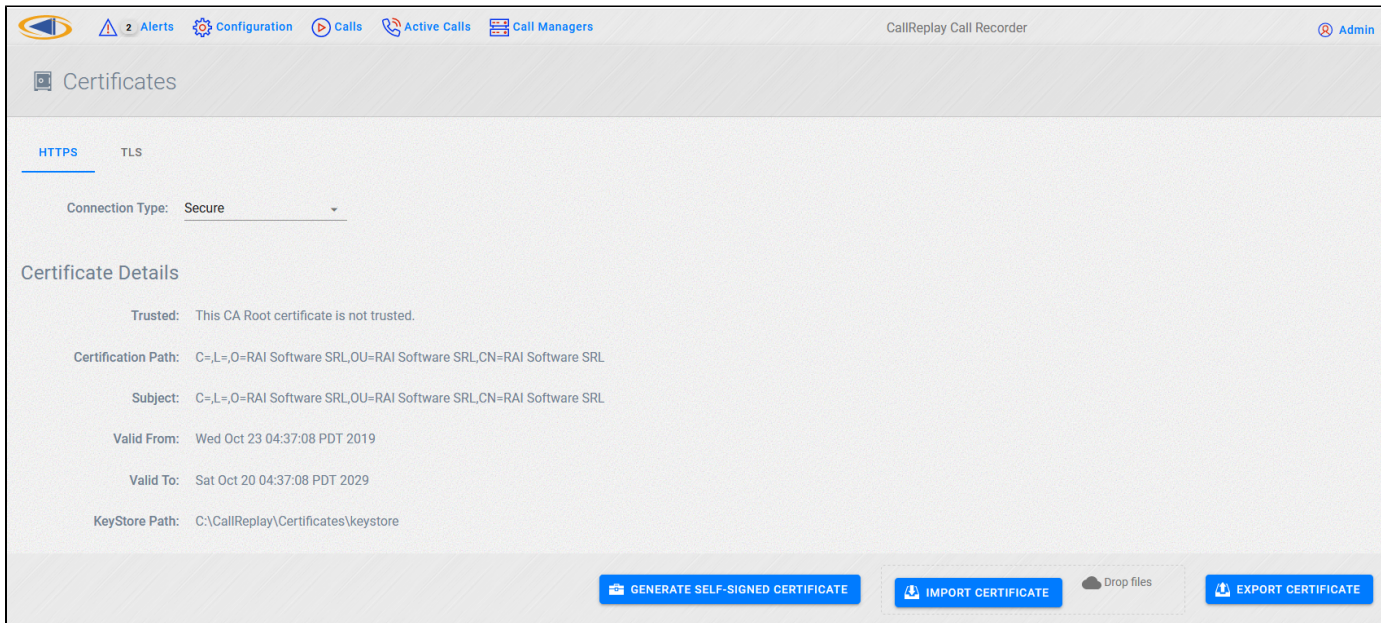 2 Alerts Configuration Calls Active Calls Call Managers CallReplay Call Recorder Admin
Certificates
HTTPS TLS
Connection Type: Secure
Certificate Details
Trusted: This CA Root certificate is not trusted.
Certification Path: C=,L=,O=RAI Software SRL,OU=RAI Software SRL,CN=RAI Software SRL
Subject: C=,L=,O=RAI Software SRL,OU=RAI Software SRL,CN=RAI Software SRL
Valid From: Wed Oct 23 04:37:08 PDT 2019
Valid To: Sat Oct 20 04:37:08 PDT 2029
KeyStore Path: C:\CallReplay\Certificates\keystore
GENERATE SELF-SIGNED CERTIFICATE IMPORT CERTIFICATE Drop files EXPORT CERTIFICATE